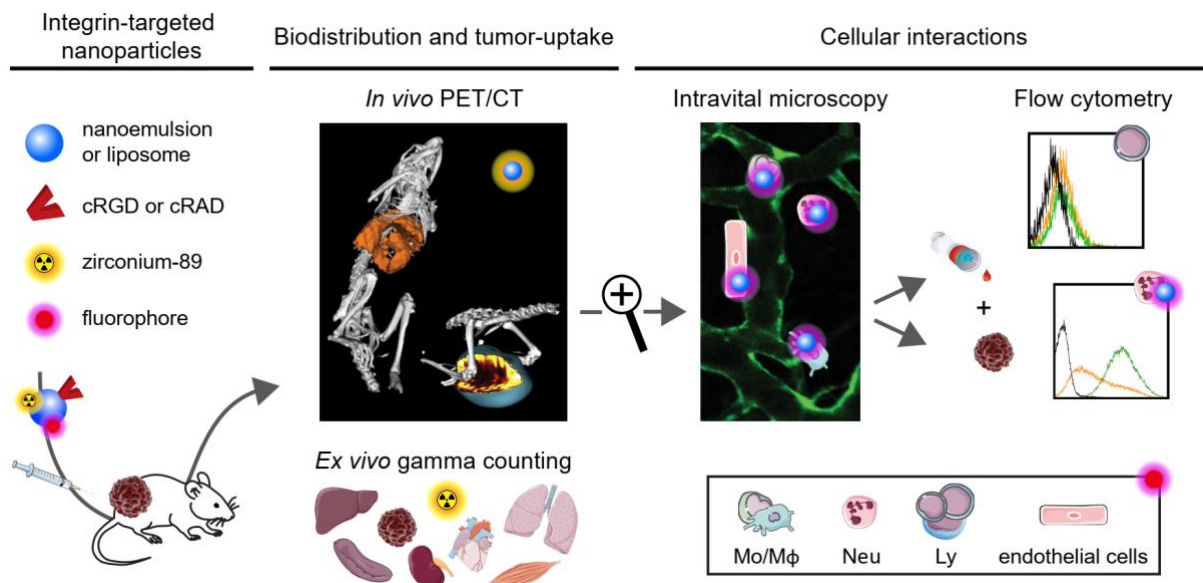 Integrin-targeted
nanoparticles
Biodistribution and tumor-uptake
Cellular interactions
nanoemulsion
or liposome
cRGD or cRAD
zirconium-89
fluorophore
In vivo PET/CT
Ex vivo gamma counting
Intravital microscopy
Flow cytometry
+
Mo/Mϕ
Neu
Ly
endothelial cells